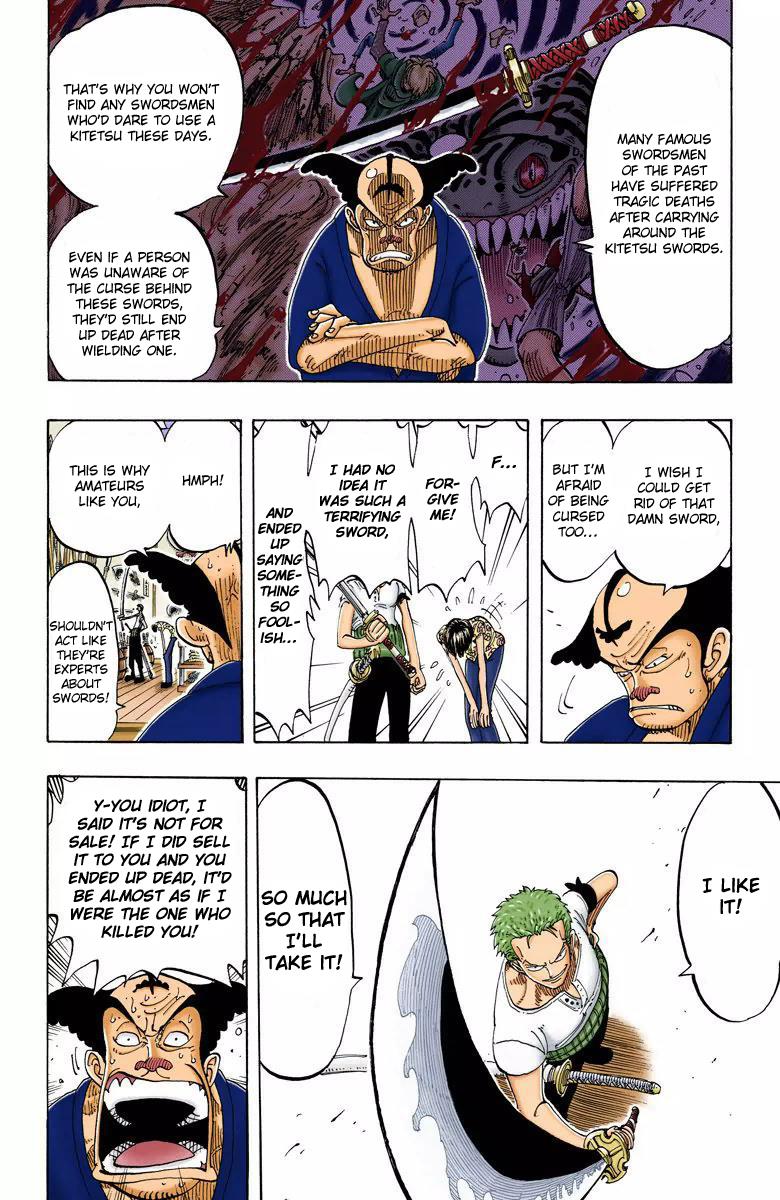 MANY FAMOUS
SWORDSMEN
OF THE PAST
HAVE SUFFERED
TRAGIC DEATHS
AFTER CARRYING
AROUND THE
KITETSU SWORDS.
THAT'S WHY YOU WON'T
FIND ANY SWORDSMEN
WHO'D DARE TO USE A
KITETSU THESE DAYS.
EVEN IF A PERSON
WAS UNAWARE OF
THE CURSE BEHIND
THESE SWORDS,
THEY'D STILL END
UP DEAD AFTER
WIELDING ONE.
I WISH I
COULD GET
RID OF THAT
DAMN SWORD,
BUT I'M
AFRAID
OF BEING
CURSED
TOO...
F...
FOR-
GIVE
ME!
I HAD NO
IDEA IT
WAS SUCH A
TERRIFYING
SWORD,
AND
ENDED
UP
SAYING
SOME-
THING
SO
FOOL-
ISH...
HMPH!
THIS IS WHY
AMATEURS
LIKE YOU,
SHOULDN'T
ACT LIKE
THEY'RE
EXPERTS
ABOUT
SWORDS!
I LIKE
IT!
SO MUCH
SO THAT
I'LL
TAKE IT!
Y-YOU IDIOT, I
SAID IT'S NOT FOR
SALE! IF I DID SELL
IT TO YOU AND YOU
ENDED UP DEAD, IT'D
BE ALMOST AS IF I
WERE THE ONE WHO
KILLED YOU!